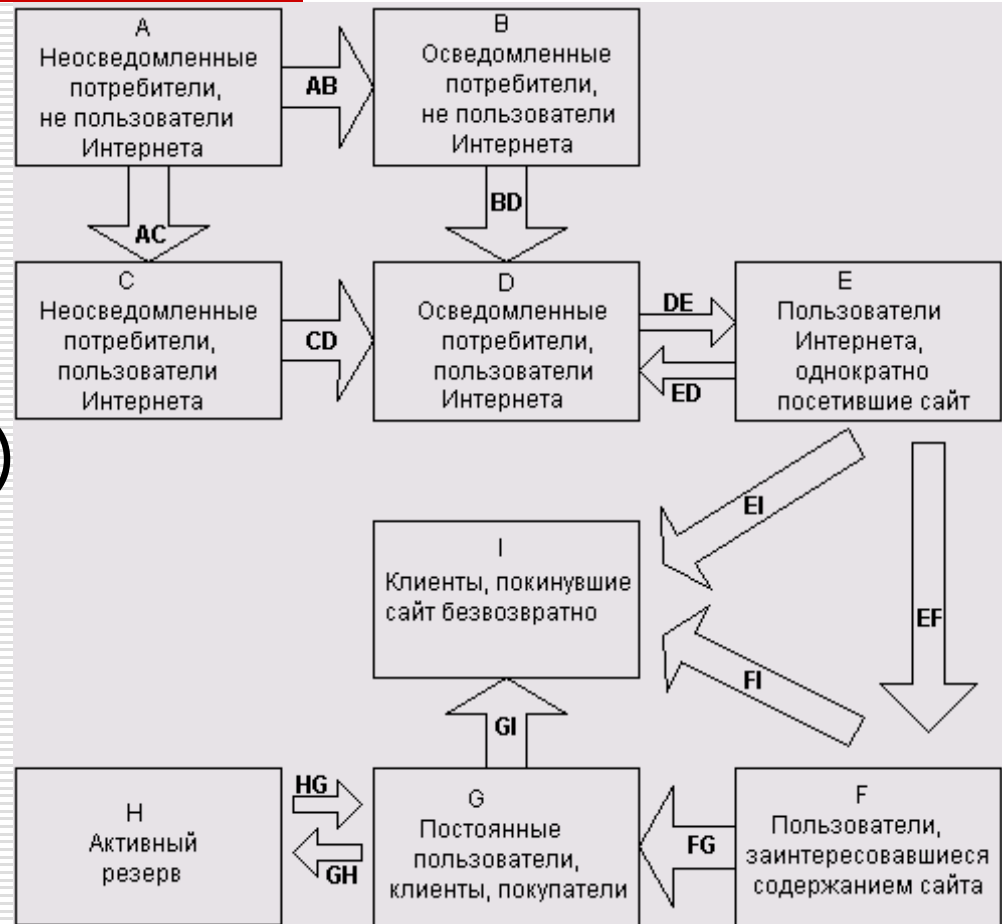 A
Неосведомленные
потребители,
не пользователи
Интернета
AB
B
Осведомленные
потребители,
не пользователи
Интернета
AC
BD
C
Неосведомленные
потребители,
пользователи
Интернета
CD
D
Осведомленные
потребители,
пользователи
Интернета
DE
ED
E
Пользователи
Интернета,
однократно
посетившие сайт
)
EI
I
Клиенты, покинувшие
сайт безвозвратно
EF
FI
GI
H
Активный
резерв
HG
GH
G
Постоянные
пользователи,
клиенты, покупатели
FG
F
Пользователи,
заинтересовавшиеся
содержанием сайта